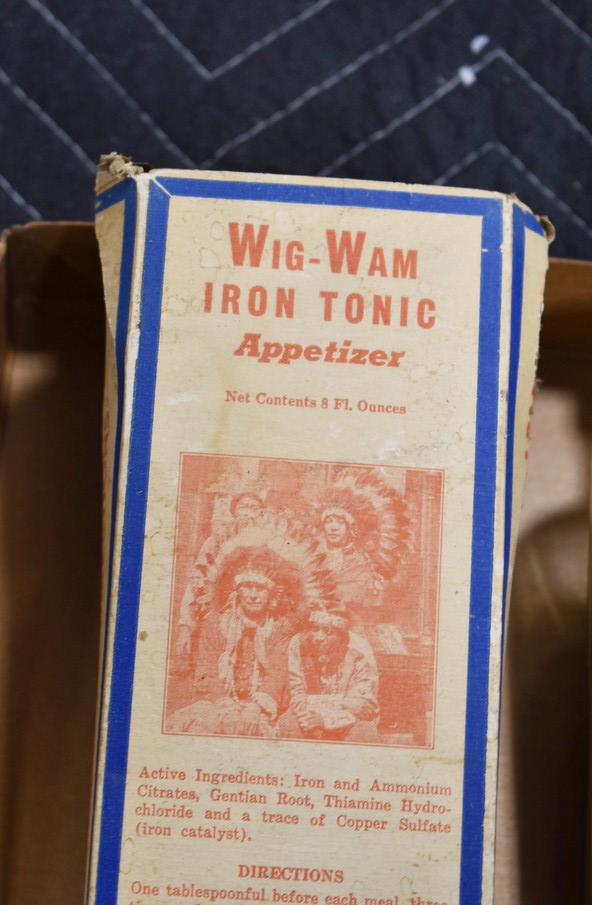 WIG-WAM
IRON TONIC
Appetizer
Net Contents 8 Fl. Ounces
Active Ingredients: Iron and Ammonium
Citrates, Gentian Root, Thiamine Hydro-
chloride and a trace of Copper Sulfate
(iron catalyst).
DIRECTIONS
One tablespoonful before each meal, three